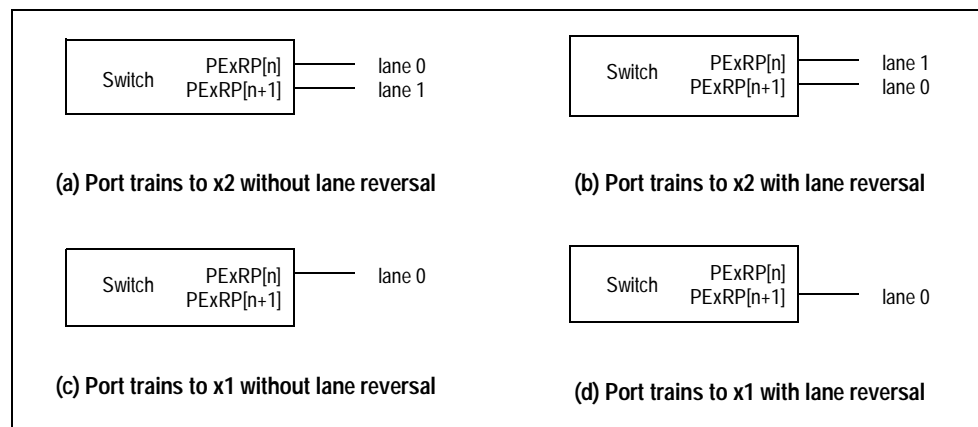 Switch
PExRP[n]
PExRP[n+1]
lane 0
lane 1
(a) Port trains to x2 without lane reversal
Switch
PExRP[n]
PExRP[n+1]
lane 1
lane 0
(b) Port trains to x2 with lane reversal
Switch
PExRP[n]
PExRP[n+1]
lane 0
(c) Port trains to x1 without lane reversal
Switch
PExRP[n]
PExRP[n+1]
lane 0
(d) Port trains to x1 with lane reversal